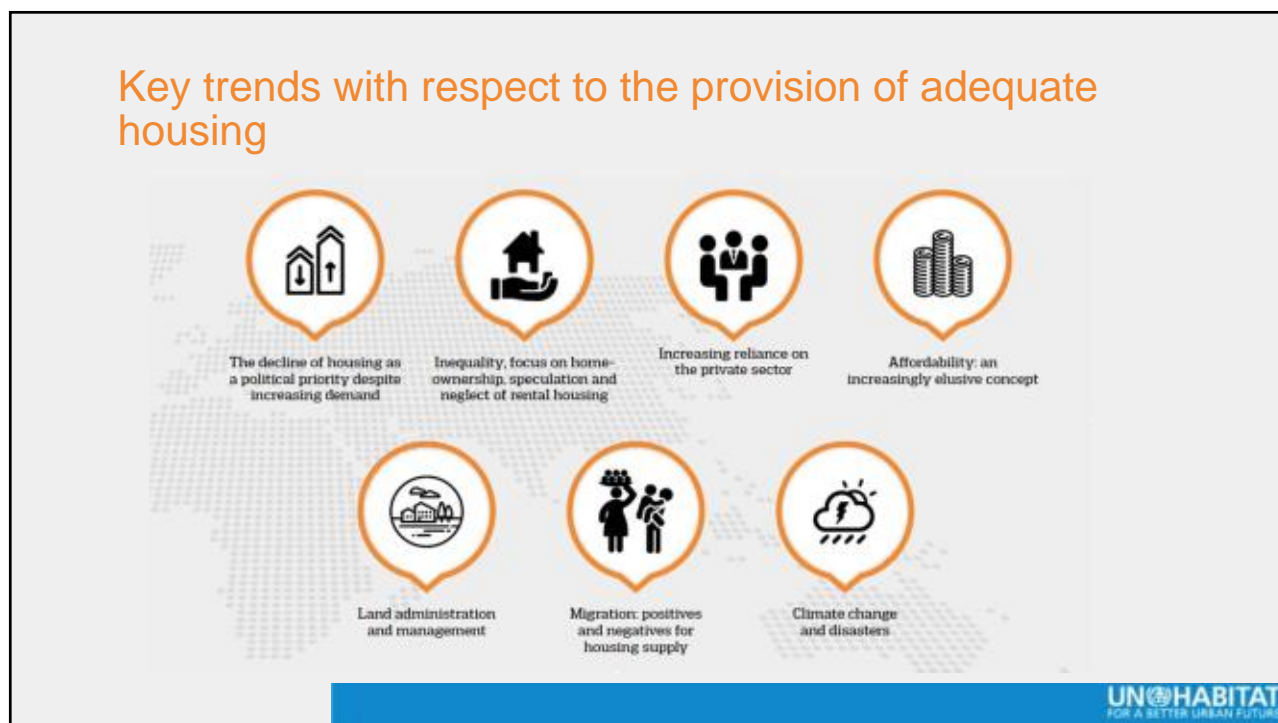 Key trends with respect to the provision of adequate
housing
The decline of housing as
a political priority despite
increasing demand
Inequality, focus on home-
ownership, speculation and
neglect of rental housing
Increasing reliance on
the private sector
Affordability: an
increasingly elusive concept
Land administration
and management
Migration: positives
and negatives for
housing supply
Climate change
and disasters
UN HABITAT
FOR A BETTER URBAN FUTURE